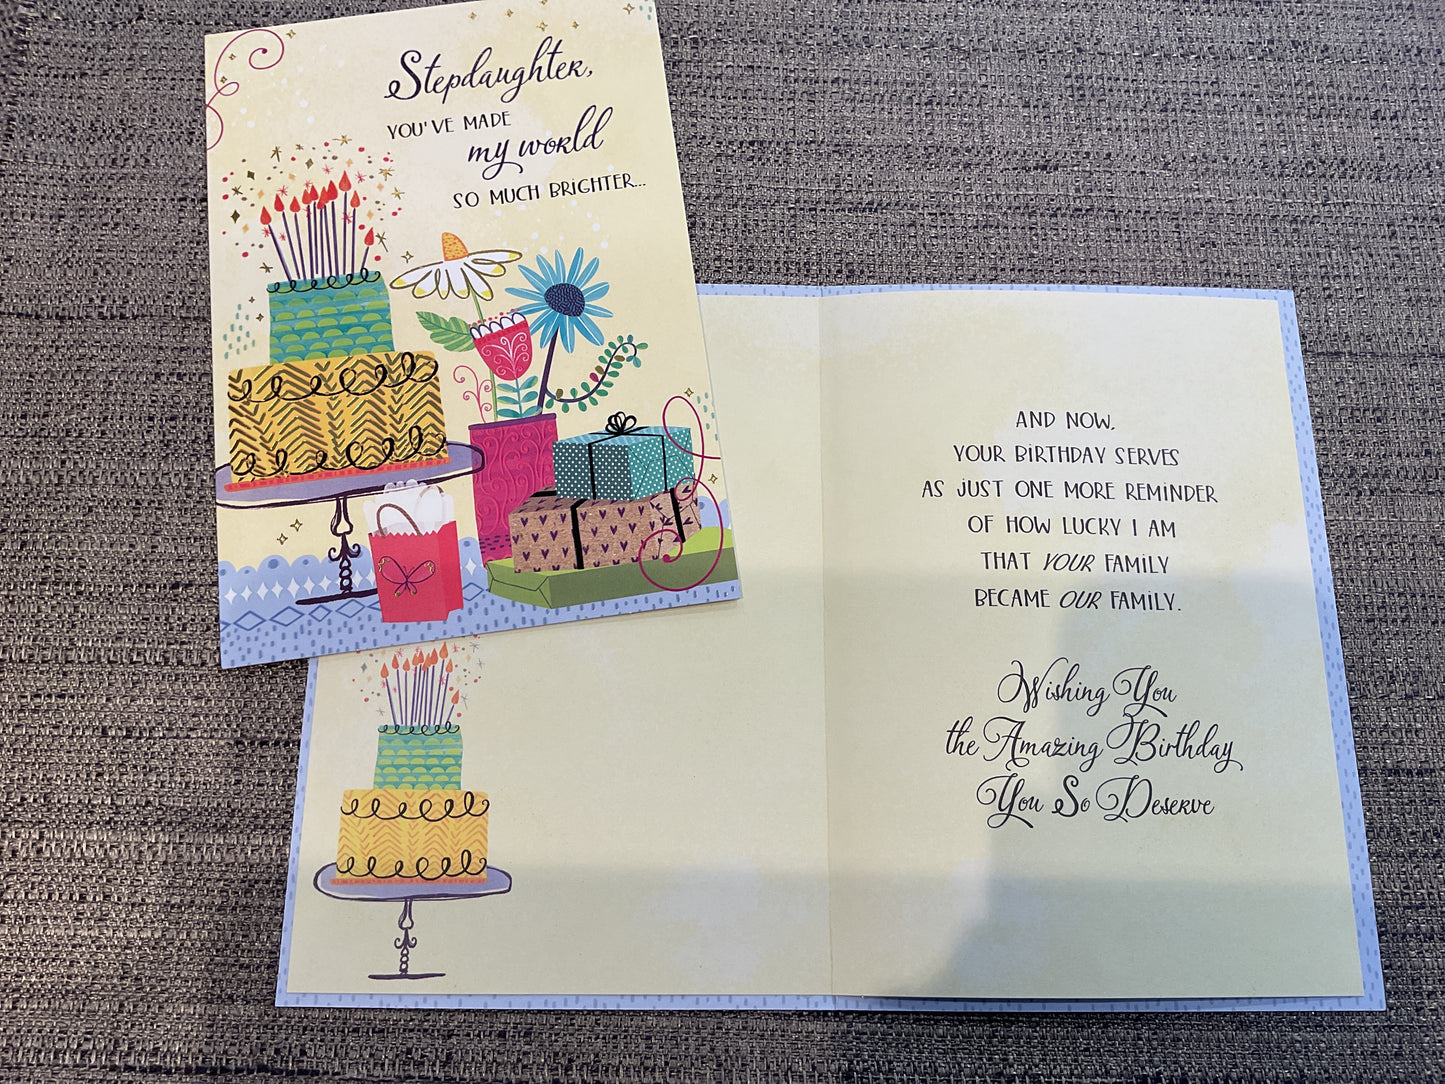 Stepdaughter,
YOU'VE MADE
my world
SO MUCH BRIGHTER...
AND NOW,
YOUR BIRTHDAY SERVES
AS JUST ONE MORE REMINDER
OF HOW LUCKY I AM
THAT YOUR FAMILY
BECAME OUR FAMILY.
Wishing You
the Amazing Birthday
You So Deserve